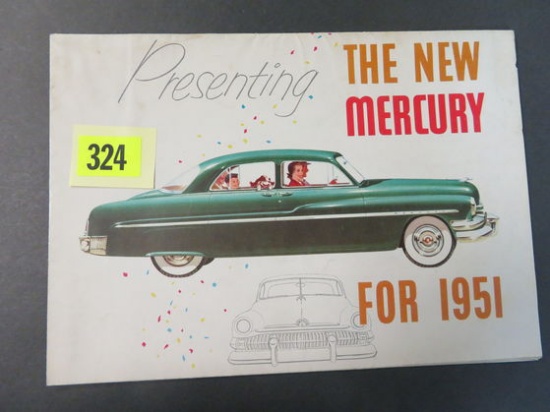 Presenting
THE NEW
MERCURY
324
FOR 1951